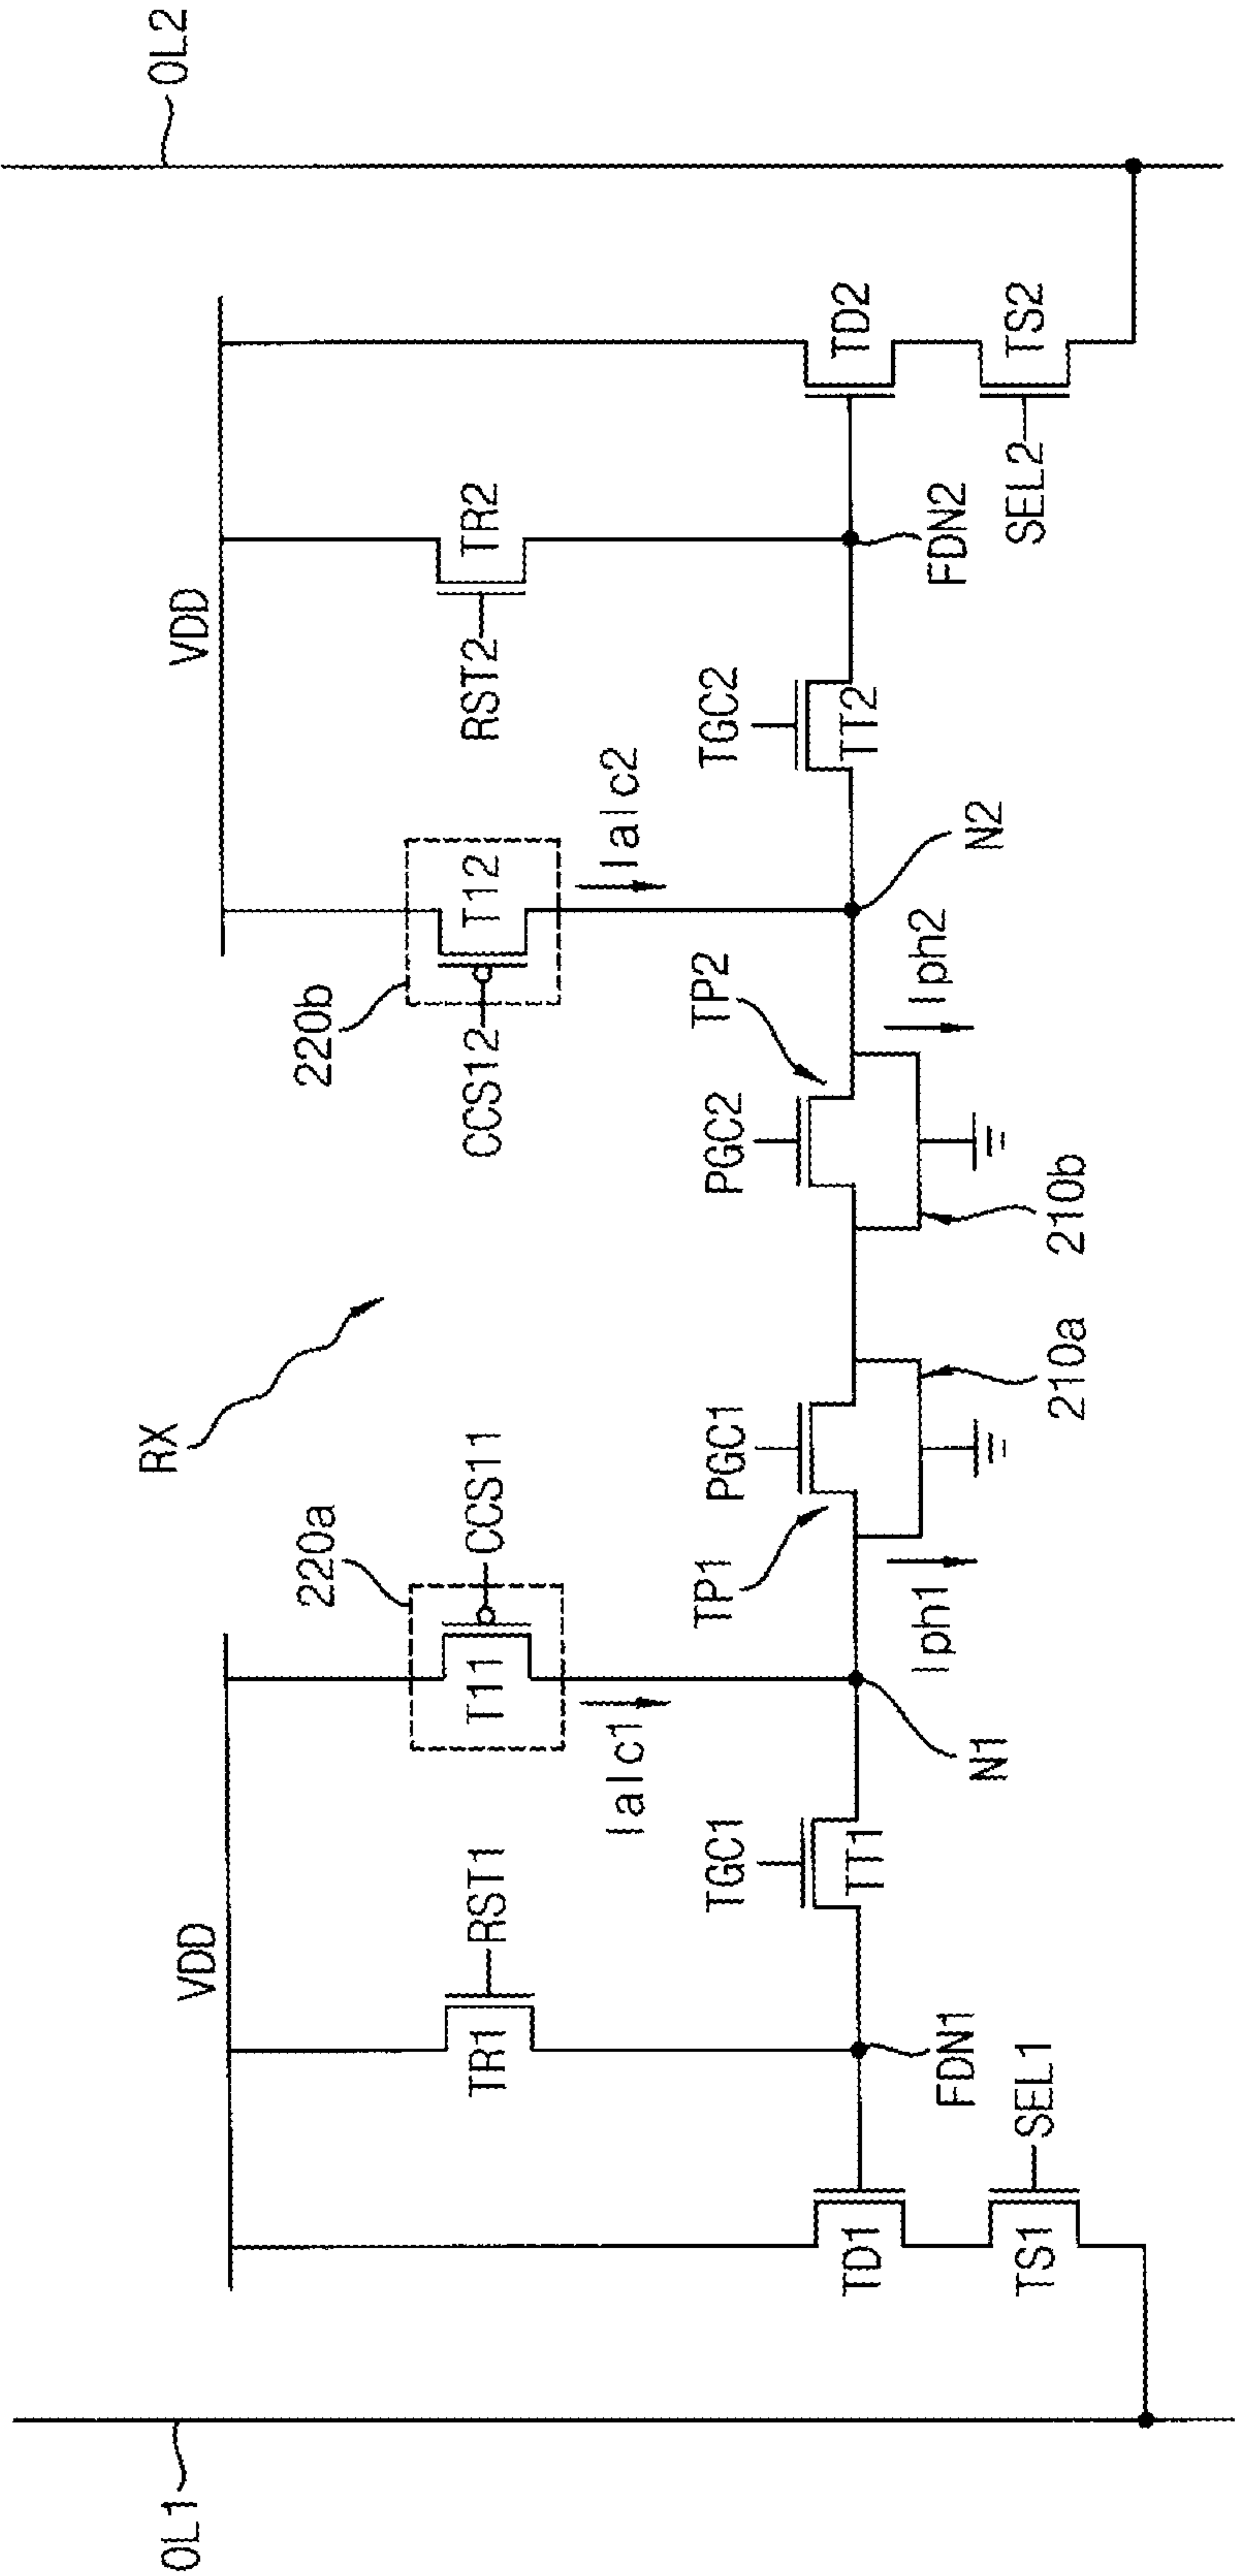 RX
VDD
VDD
OL1
OL2
220a
220b
TR1
RST1
T11
CCS11
CCS12
T12
RST2
TR2
Ialc1
Ialc2
TGC1
TT1
TP1
PGC1
PGC2
TP2
TGC2
TT2
TD1
FDN1
N1
Iph1
Iph2
N2
FDN2
TD2
TS1
SEL1
210a
210b
SEL2
TS2